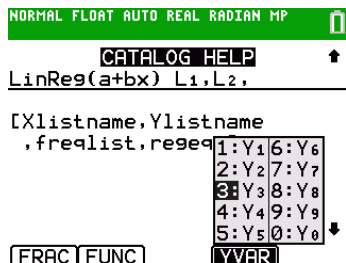 NORMAL FLOAT AUTO REAL RADIAN MP
CATALOG HELP
LinReg(a+bx) L₁,L₂,
[Xlistname,Ylistname
,freqlist,regeq
1:Y₁ 6:Y₆
2:Y₂ 7:Y₇
3:Y₃ 8:Y₈
4:Y₄ 9:Y₉
5:Y₅ 0:Y₀
FRAC FUNC YVAR